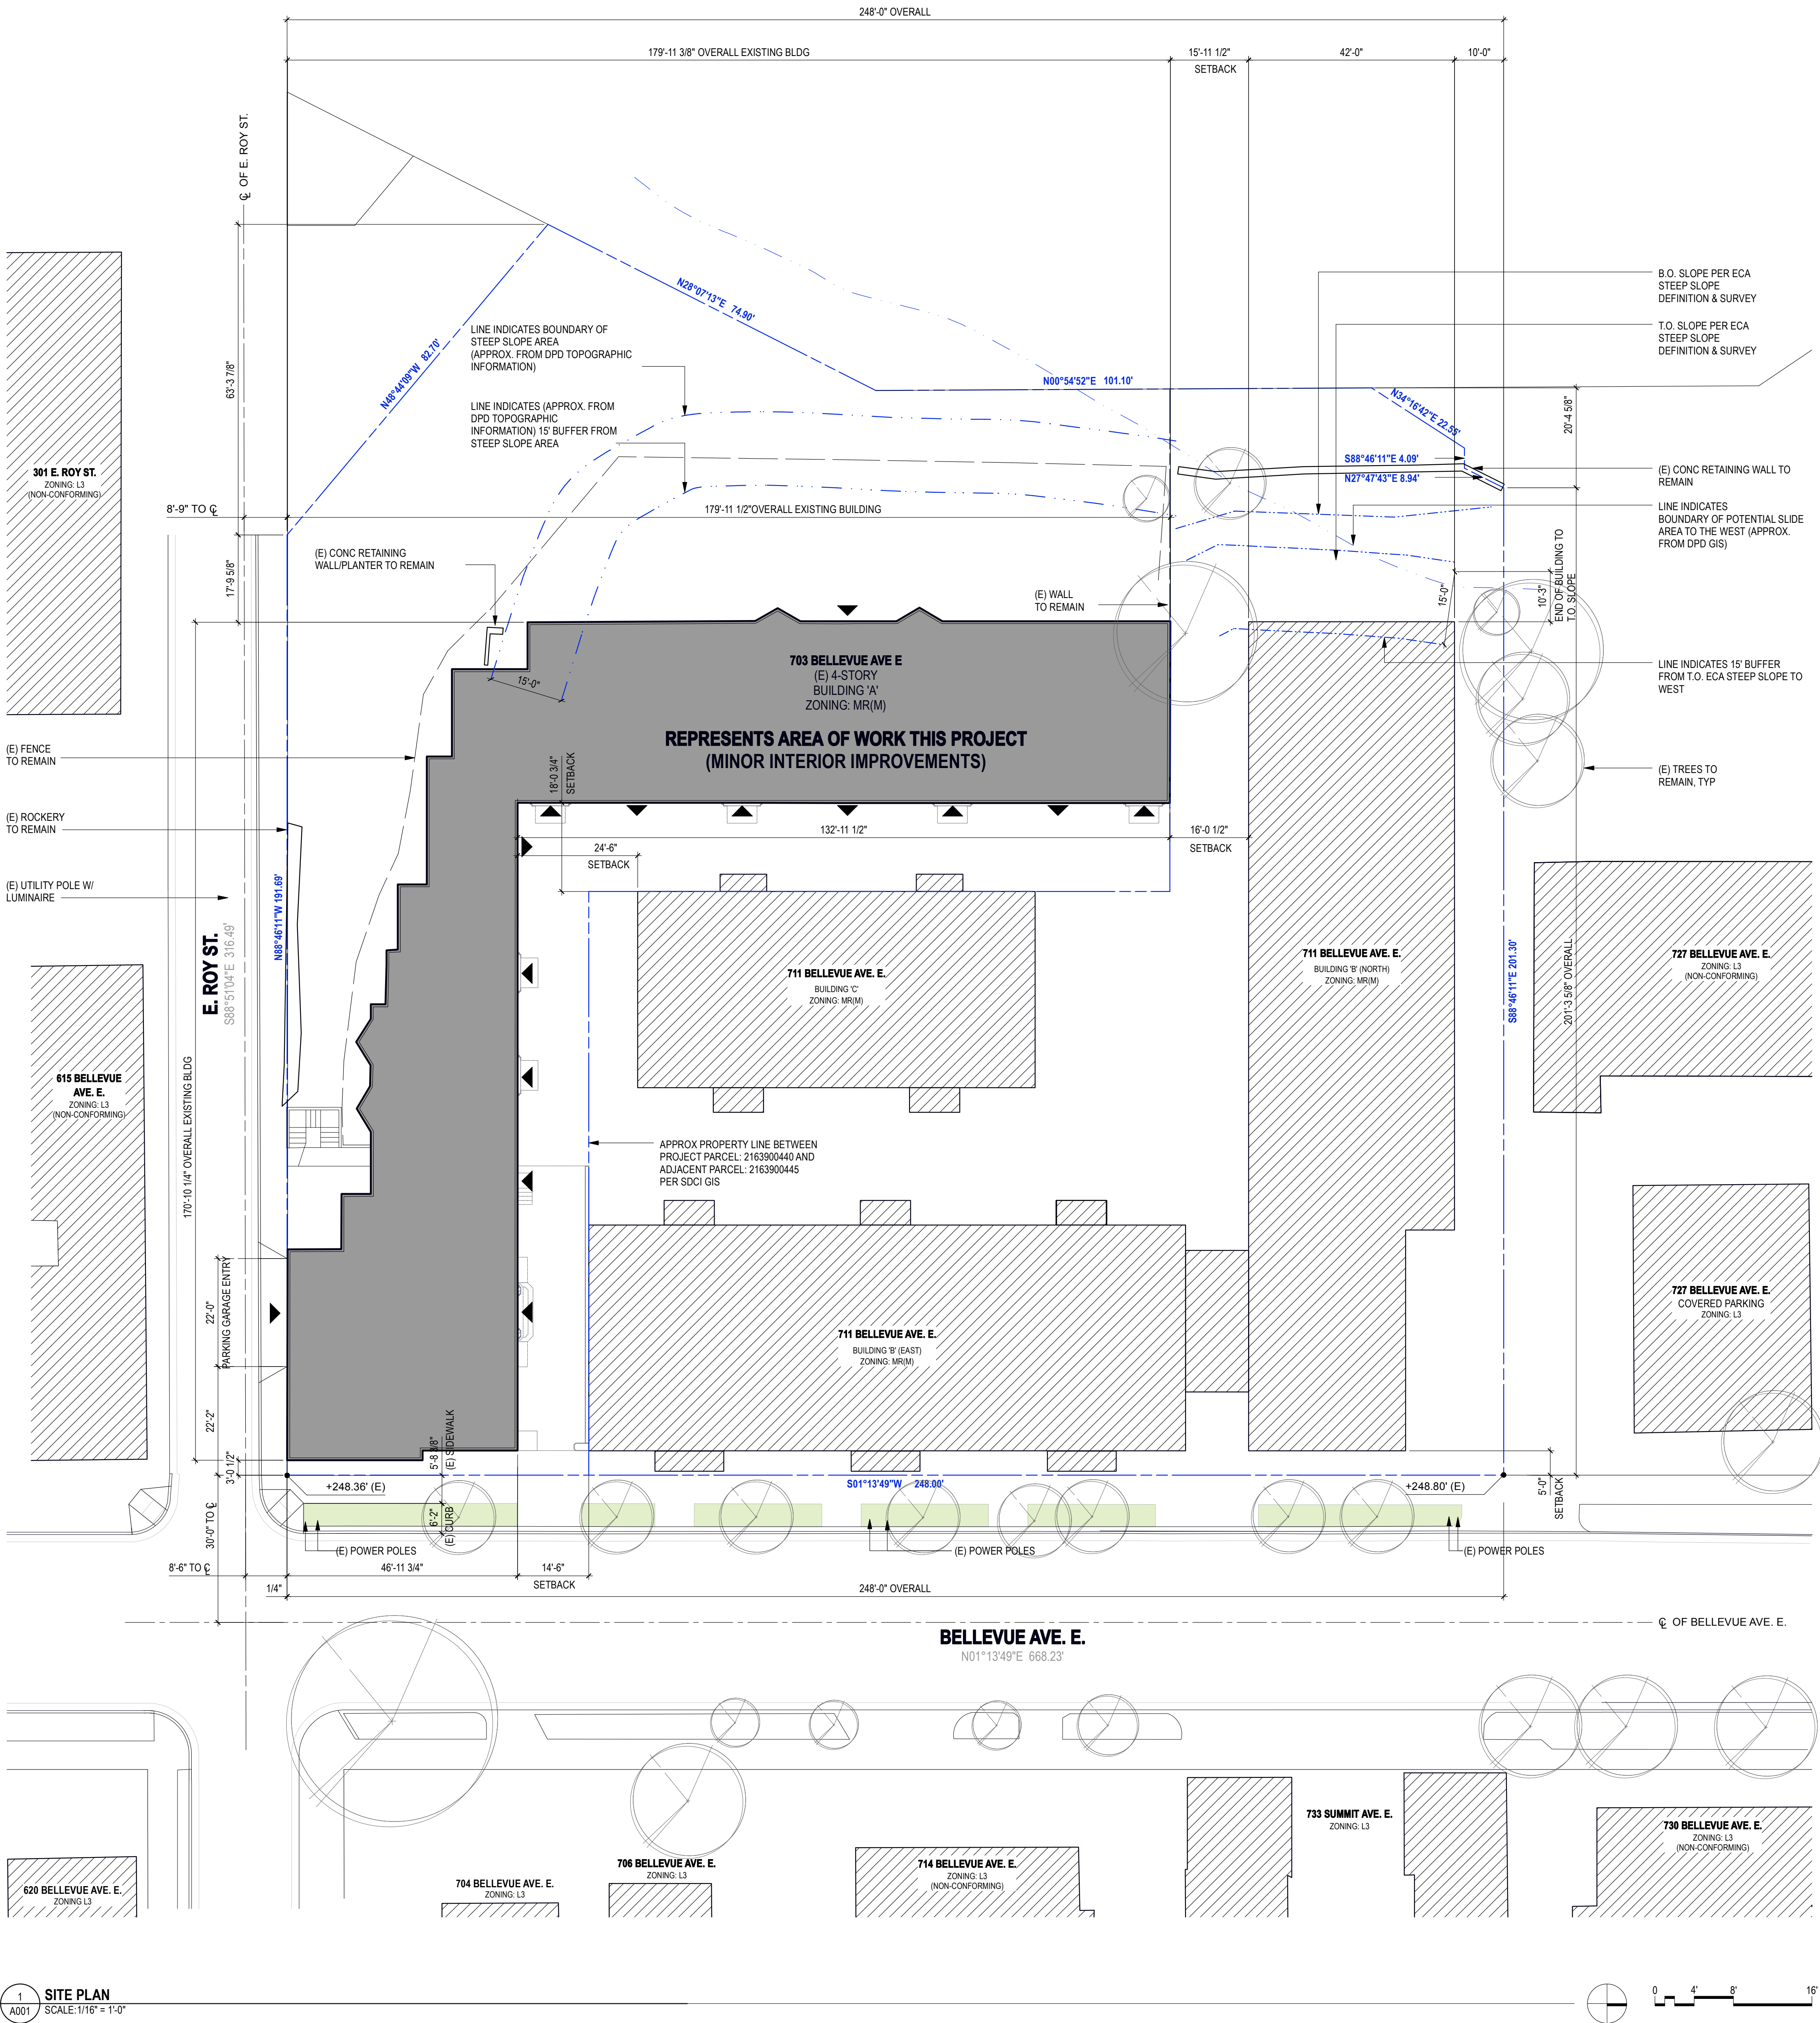 248'-0" OVERALL
179'-11 3/8" OVERALL EXISTING BLDG
15'-11 1/2"
SETBACK
42'-0"
10'-0"
℄ OF E. ROY ST.
63'-3 7/8"
N48°44'09"W 82.70'
N28°07'13"E 74.90'
N00°54'52"E 101.10'
N34°16'42"E 22.55'
S88°46'11"E 4.09'
N27°47'43"E 8.94'
20'-4 5/8"
LINE INDICATES BOUNDARY OF
STEEP SLOPE AREA
(APPROX. FROM DPD TOPOGRAPHIC
INFORMATION)
LINE INDICATES (APPROX. FROM
DPD TOPOGRAPHIC
INFORMATION) 15' BUFFER FROM
STEEP SLOPE AREA
B.O. SLOPE PER ECA
STEEP SLOPE
DEFINITION & SURVEY
T.O. SLOPE PER ECA
STEEP SLOPE
DEFINITION & SURVEY
(E) CONC RETAINING WALL TO
REMAIN
LINE INDICATES
BOUNDARY OF POTENTIAL SLIDE
AREA TO THE WEST (APPROX.
FROM DPD GIS)
301 E. ROY ST.
ZONING: L3
(NON-CONFORMING)
8'-9" TO ℄
179'-11 1/2"OVERALL EXISTING BUILDING
17'-9 5/8"
(E) CONC RETAINING
WALL/PLANTER TO REMAIN
(E) WALL
TO REMAIN
15'-0"
10'-3"
END OF BUILDING TO
T.O. SLOPE
LINE INDICATES 15' BUFFER
FROM T.O. ECA STEEP SLOPE TO
WEST
703 BELLEVUE AVE E
(E) 4-STORY
BUILDING 'A'
ZONING: MR(M)
REPRESENTS AREA OF WORK THIS PROJECT
(MINOR INTERIOR IMPROVEMENTS)
15'-0"
18'-0 3/4"
SETBACK
(E) FENCE
TO REMAIN
(E) ROCKERY
TO REMAIN
(E) UTILITY POLE W/
LUMINAIRE
(E) TREES TO
REMAIN, TYP
132'-11 1/2"
16'-0 1/2"
SETBACK
24'-6"
SETBACK
N88°46'11"W 191.69'
E. ROY ST.
S88°51'04"E 316.49'
711 BELLEVUE AVE. E.
BUILDING 'C'
ZONING: MR(M)
711 BELLEVUE AVE. E.
BUILDING 'B' (NORTH)
ZONING: MR(M)
S88°46'11"E 201.30'
201'-3 5/8" OVERALL
727 BELLEVUE AVE. E.
ZONING: L3
(NON-CONFORMING)
615 BELLEVUE
AVE. E.
ZONING: L3
(NON-CONFORMING)
170'-10 1/4" OVERALL EXISTING BLDG
APPROX PROPERTY LINE BETWEEN
PROJECT PARCEL: 2163900440 AND
ADJACENT PARCEL: 2163900445
PER SDCI GIS
22'-0"
PARKING GARAGE ENTRY
711 BELLEVUE AVE. E.
BUILDING 'B' (EAST)
ZONING: MR(M)
727 BELLEVUE AVE. E.
COVERED PARKING
ZONING: L3
22'-2"
3'-0 1/2"
5'-8 3/8"
(E) SIDEWALK
S01°13'49"W 248.00'
+248.36' (E)
+248.80' (E)
5'-0"
SETBACK
30'-0" TO ℄
6'-2"
(E) CURB
(E) POWER POLES
(E) POWER POLES
(E) POWER POLES
8'-6" TO ℄
46'-11 3/4"
14'-6"
SETBACK
1/4"
248'-0" OVERALL
℄ OF BELLEVUE AVE. E.
BELLEVUE AVE. E.
N01°13'49"E 668.23'
733 SUMMIT AVE. E.
ZONING: L3
730 BELLEVUE AVE. E.
ZONING: L3
(NON-CONFORMING)
706 BELLEVUE AVE. E.
ZONING: L3
714 BELLEVUE AVE. E.
ZONING: L3
(NON-CONFORMING)
704 BELLEVUE AVE. E.
ZONING: L3
620 BELLEVUE AVE. E.
ZONING L3
1
A001
SITE PLAN
SCALE:1/16" = 1'-0"
0 4' 8' 16'